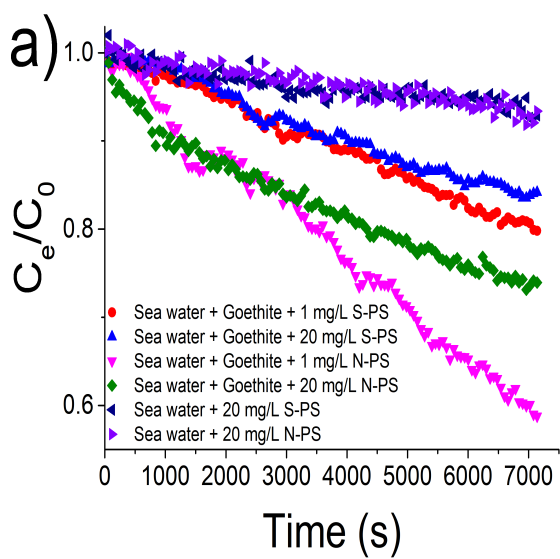 a)
1.0
0.8
0.6
Ce/C0
Sea water + Goethite + 1 mg/L S-PS
Sea water + Goethite + 20 mg/L S-PS
Sea water + Goethite + 1 mg/L N-PS
Sea water + Goethite + 20 mg/L N-PS
Sea water + 20 mg/L S-PS
Sea water + 20 mg/L N-PS
0 1000 2000 3000 4000 5000 6000 7000
Time (s)